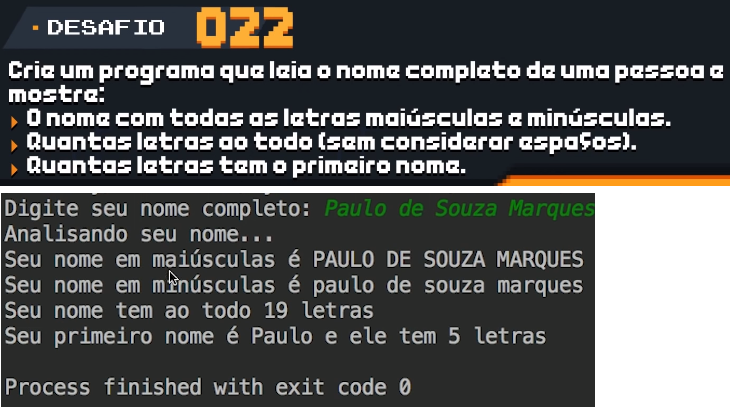 DESAFIO 022
Crie um programa que leia o nome completo de uma pessoa e
mostre:
O nome com todas as letras maiúsculas e minúsculas.
Quantas letras ao todo (sem considerar espaços).
Quantas letras tem o primeiro nome.
Digite seu nome completo: Paulo de Souza Marques
Analisando seu nome...
Seu nome em maiúsculas é PAULO DE SOUZA MARQUES
Seu nome em minúsculas é paulo de souza marques
Seu nome tem ao todo 19 letras
Seu primeiro nome é Paulo e ele tem 5 letras
Process finished with exit code 0